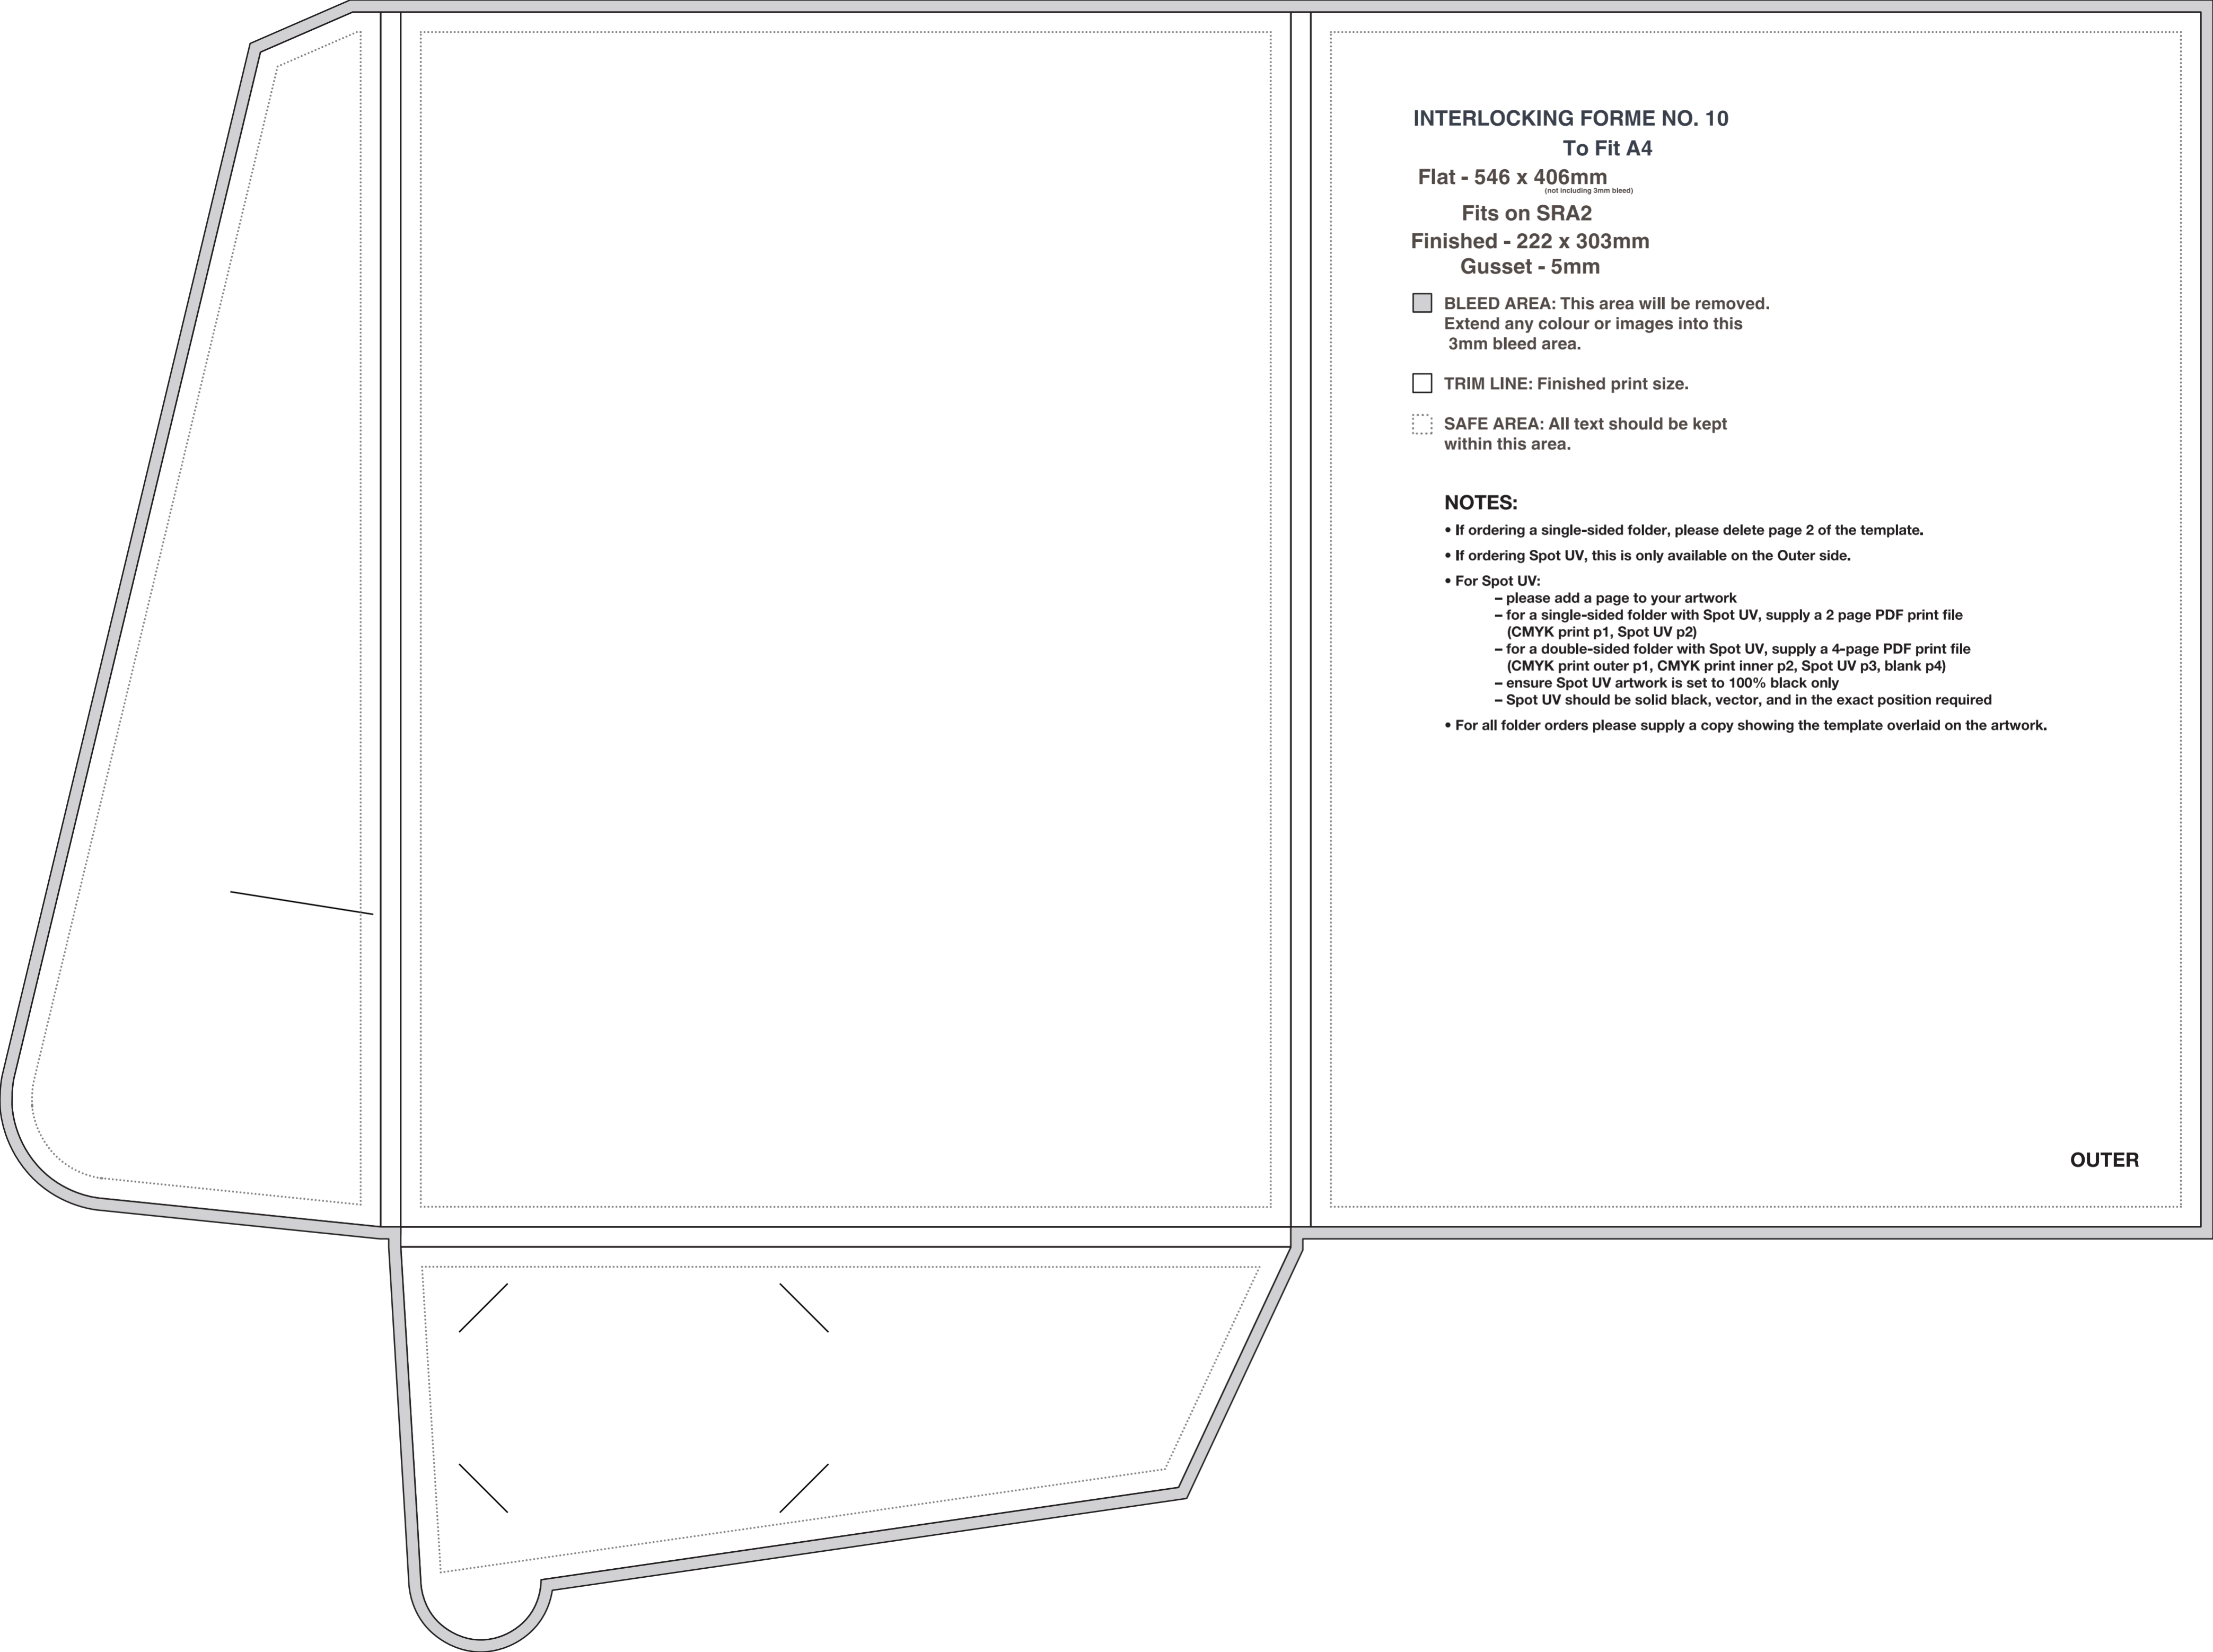 INTERLOCKING FORME NO. 10
To Fit A4
Flat - 546 x 406mm
(not including 3mm bleed)
Fits on SRA2
Finished - 222 x 303mm
Gusset - 5mm
BLEED AREA: This area will be removed.
Extend any colour or images into this
3mm bleed area.
TRIM LINE: Finished print size.
SAFE AREA: All text should be kept
within this area.
NOTES:
• If ordering a single-sided folder, please delete page 2 of the template.
• If ordering Spot UV, this is only available on the Outer side.
• For Spot UV:
– please add a page to your artwork
– for a single-sided folder with Spot UV, supply a 2 page PDF print file
(CMYK print p1, Spot UV p2)
– for a double-sided folder with Spot UV, supply a 4-page PDF print file
(CMYK print outer p1, CMYK print inner p2, Spot UV p3, blank p4)
– ensure Spot UV artwork is set to 100% black only
– Spot UV should be solid black, vector, and in the exact position required
• For all folder orders please supply a copy showing the template overlaid on the artwork.
OUTER